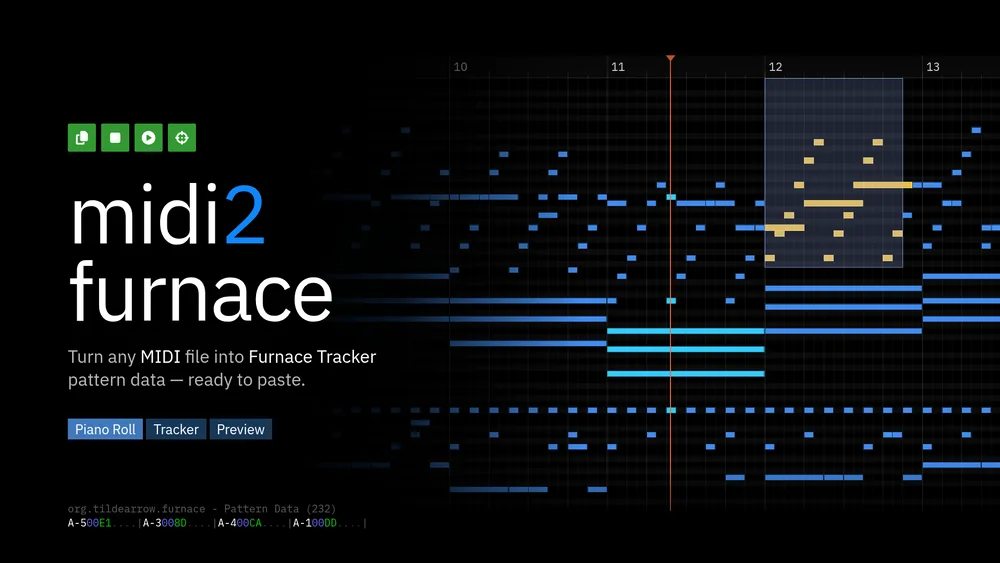 10 11 12 13
midi2
furnace
Turn any MIDI file into Furnace Tracker
pattern data — ready to paste.
Piano Roll Tracker Preview
org.tildearrow.furnace - Pattern Data (232)
A-500E1....|A-3008D....|A-400CA....|A-100DD....|